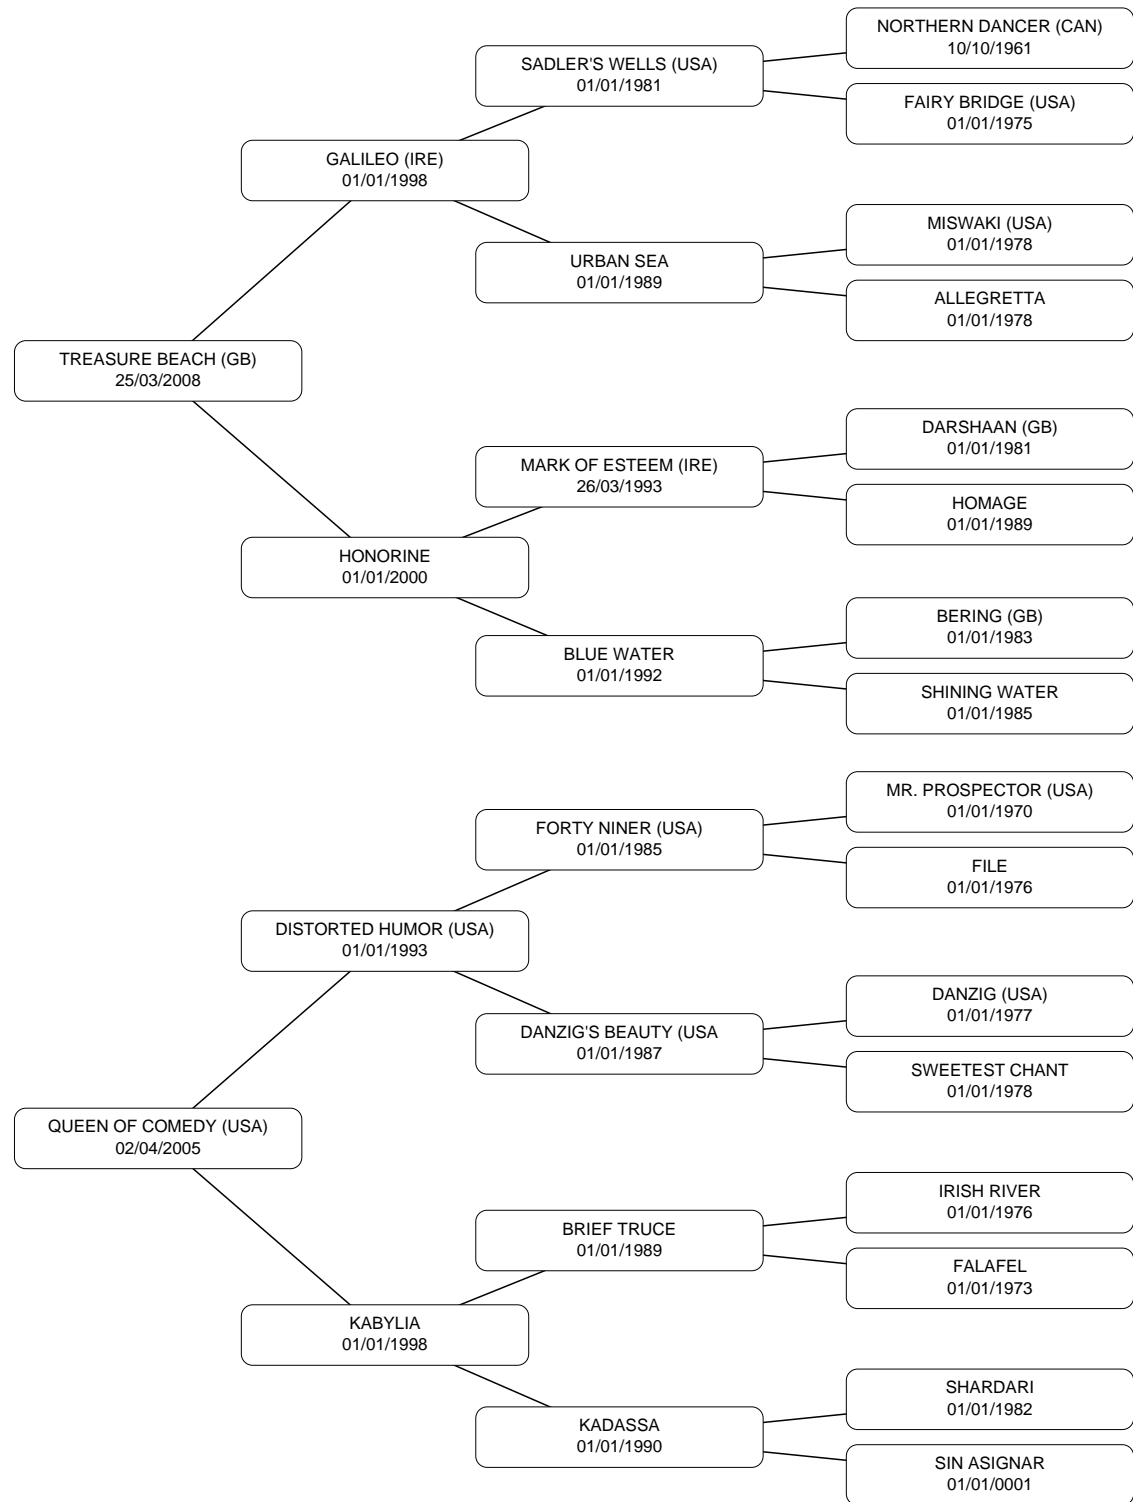 NORTHERN DANCER (CAN)
10/10/1961
SADLER'S WELLS (USA)
01/01/1981
FAIRY BRIDGE (USA)
01/01/1975
GALILEO (IRE)
01/01/1998
MISWAKI (USA)
01/01/1978
URBAN SEA
01/01/1989
ALLEGRETTA
01/01/1978
TREASURE BEACH (GB)
25/03/2008
DARSHAAN (GB)
01/01/1981
MARK OF ESTEEM (IRE)
26/03/1993
HOMAGE
01/01/1989
HONORINE
01/01/2000
BERING (GB)
01/01/1983
BLUE WATER
01/01/1992
SHINING WATER
01/01/1985
MR. PROSPECTOR (USA)
01/01/1970
FORTY NINER (USA)
01/01/1985
FILE
01/01/1976
DISTORTED HUMOR (USA)
01/01/1993
DANZIG (USA)
01/01/1977
DANZIG'S BEAUTY (USA
01/01/1987
SWEETEST CHANT
01/01/1978
QUEEN OF COMEDY (USA)
02/04/2005
IRISH RIVER
01/01/1976
BRIEF TRUCE
01/01/1989
FALAFEL
01/01/1973
KABYLIA
01/01/1998
SHARDARI
01/01/1982
KADASSA
01/01/1990
SIN ASIGNAR
01/01/0001